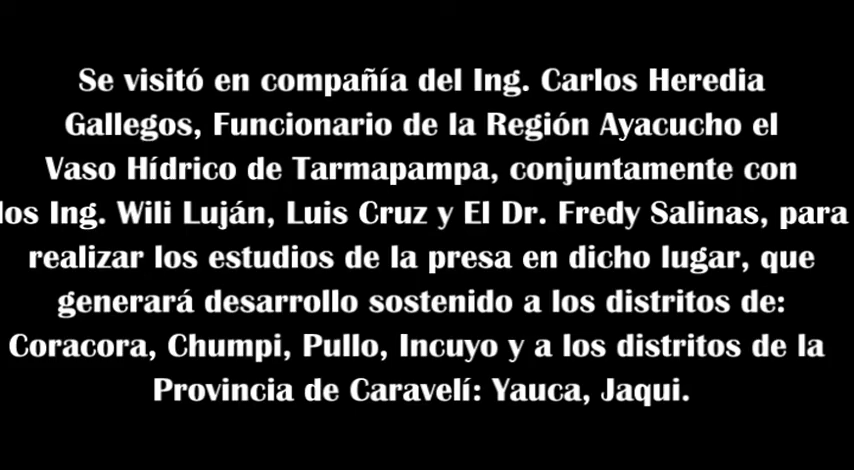 Se visitó en compañía del Ing. Carlos Heredia
Gallegos, Funcionario de la Región Ayacucho el
Vaso Hídrico de Tarmapampa, conjuntamente con
los Ing. Wili Luján, Luis Cruz y El Dr. Fredy Salinas, para
realizar los estudios de la presa en dicho lugar, que
generará desarrollo sostenido a los distritos de:
Coracora, Chumpi, Pullo, Incuyo y a los distritos de la
Provincia de Caravelí: Yauca, Jaqui.